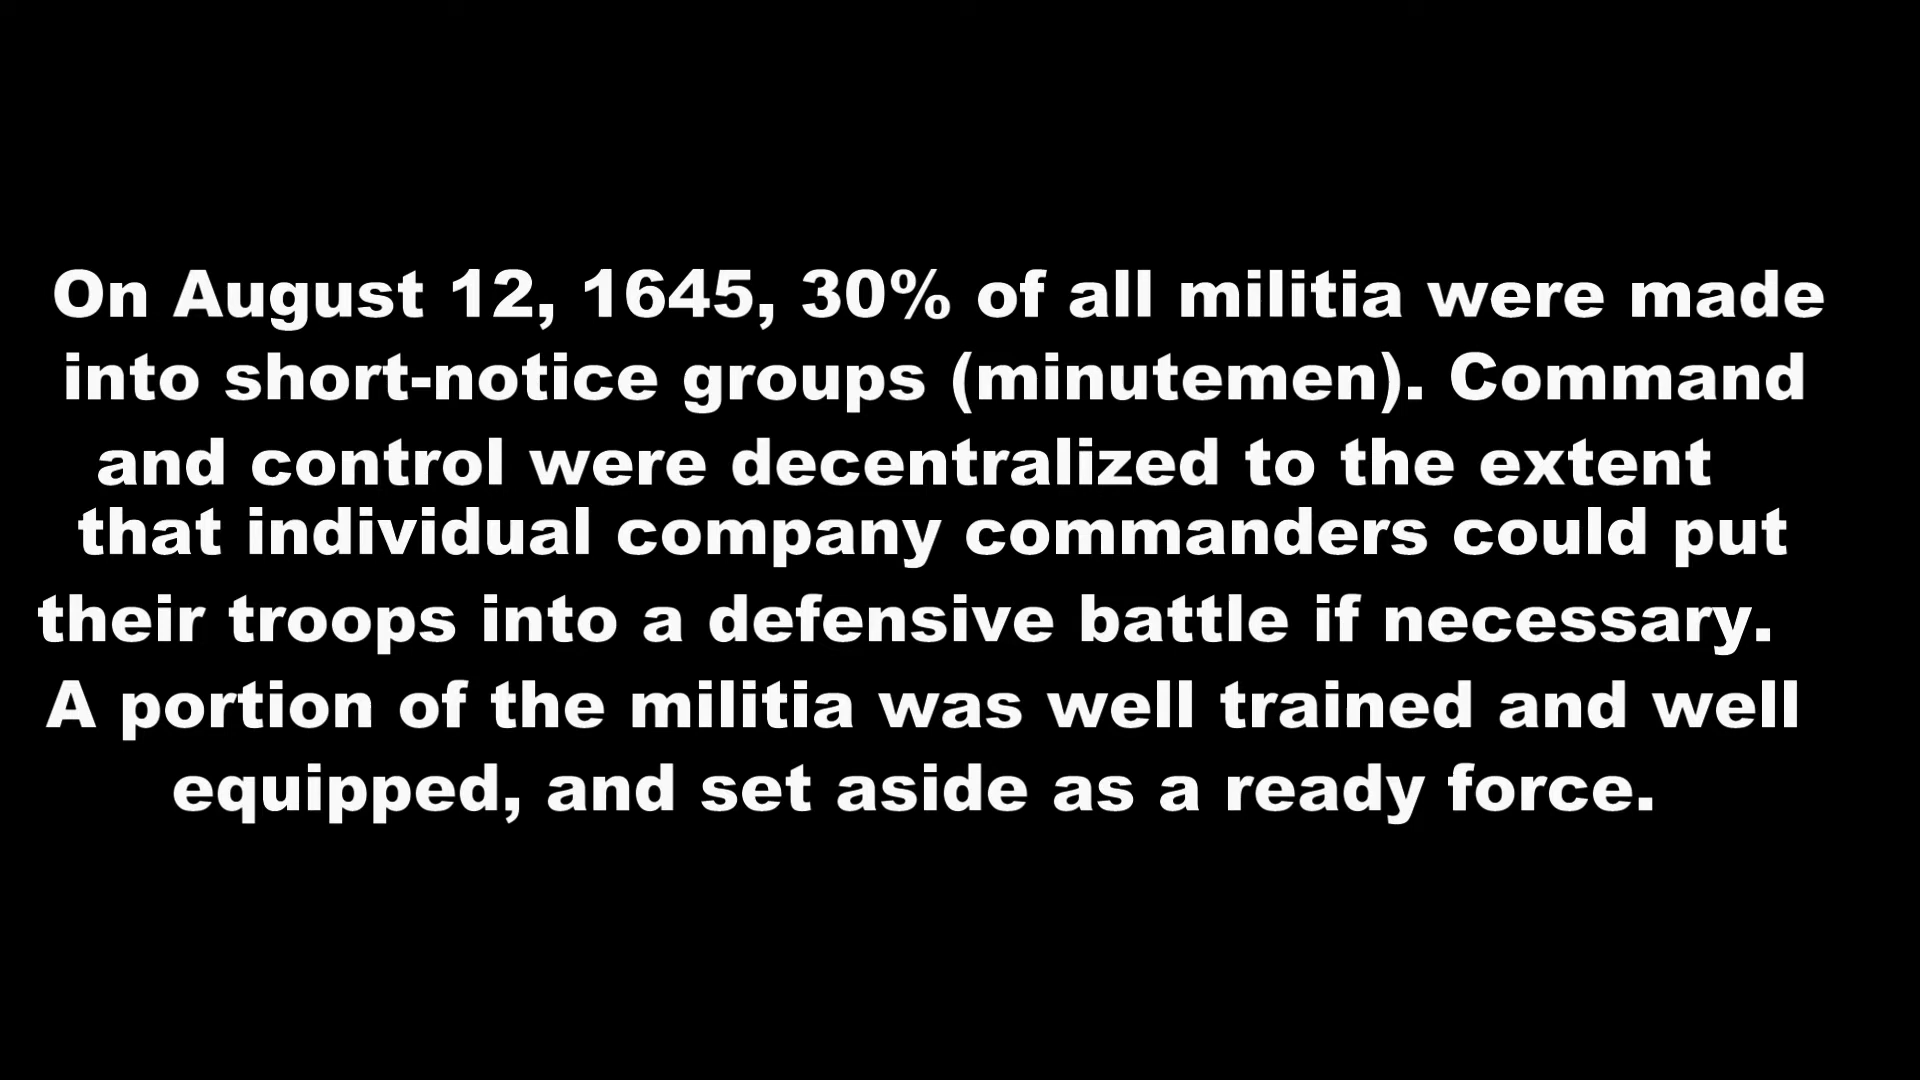 On August 12, 1645, 30% of all militia were made
into short-notice groups (minutemen). Command
and control were decentralized to the extent
that individual company commanders could put
their troops into a defensive battle if necessary.
A portion of the militia was well trained and well
equipped, and set aside as a ready force.